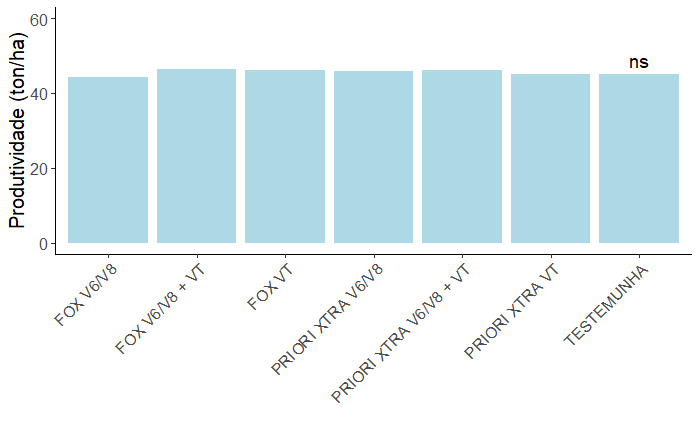 Produtividade (ton/ha)
60
40
20
0
ns
FOX V6/V8
FOX V6/V8 + VT
FOX VT
PRIORI XTRA V6/V8
PRIORI XTRA V6/V8 + VT
PRIORI XTRA VT
TESTEMUNHA